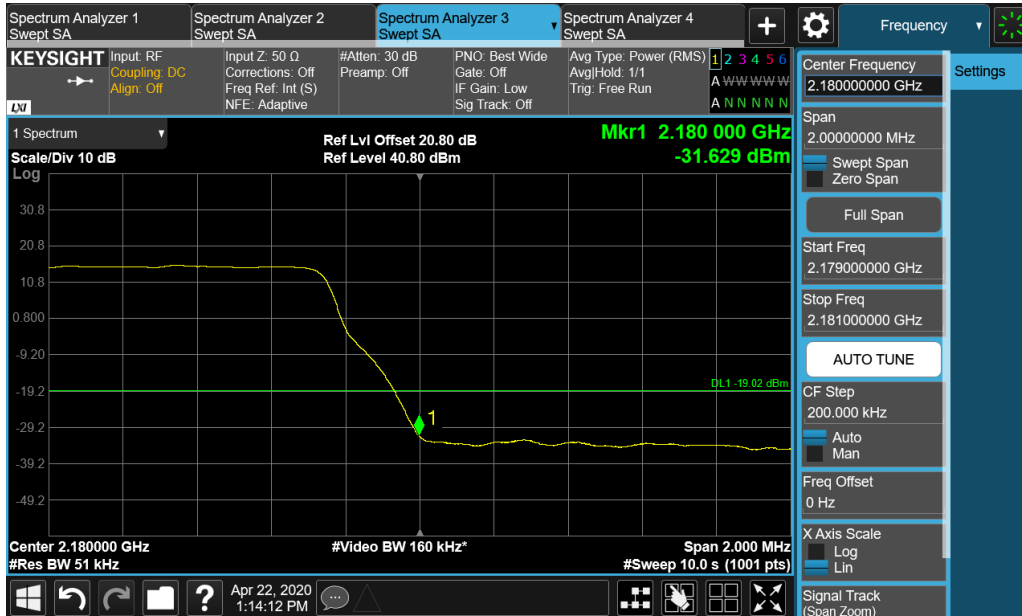 Spectrum Analyzer 1
Swept SA
Spectrum Analyzer 2
Swept SA
Spectrum Analyzer 3
Swept SA
Spectrum Analyzer 4
Swept SA
+
Frequency
KEYSIGHT
LXI
Input: RF
Coupling: DC
Align: Off
Input Z: 50 Ω
Corrections: Off
Freq Ref: Int (S)
NFE: Adaptive
#Atten: 30 dB
Preamp: Off
PNO: Best Wide
Gate: Off
IF Gain: Low
Sig Track: Off
Avg Type: Power (RMS)
Avg|Hold: 1/1
Trig: Free Run
1 2 3 4 5 6
A W W W W W
A N N N N N
1 Spectrum
Scale/Div 10 dB
Log
Ref Lvl Offset 20.80 dB
Ref Level 40.80 dBm
Mkr1 2.180 000 GHz
-31.629 dBm
30.8
20.8
10.8
0.800
-9.20
-19.2
-29.2
-39.2
-49.2
DL1 -19.02 dBm
1
Center 2.180000 GHz
#Res BW 51 kHz
#Video BW 160 kHz*
Span 2.000 MHz
#Sweep 10.0 s (1001 pts)
Center Frequency
2.180000000 GHz
Span
2.00000000 MHz
Swept Span
Zero Span
Full Span
Start Freq
2.179000000 GHz
Stop Freq
2.181000000 GHz
AUTO TUNE
CF Step
200.000 kHz
Auto
Man
Freq Offset
0 Hz
X Axis Scale
Log
Lin
Signal Track
(Span Zoom)
Settings
?
Apr 22, 2020
1:14:12 PM